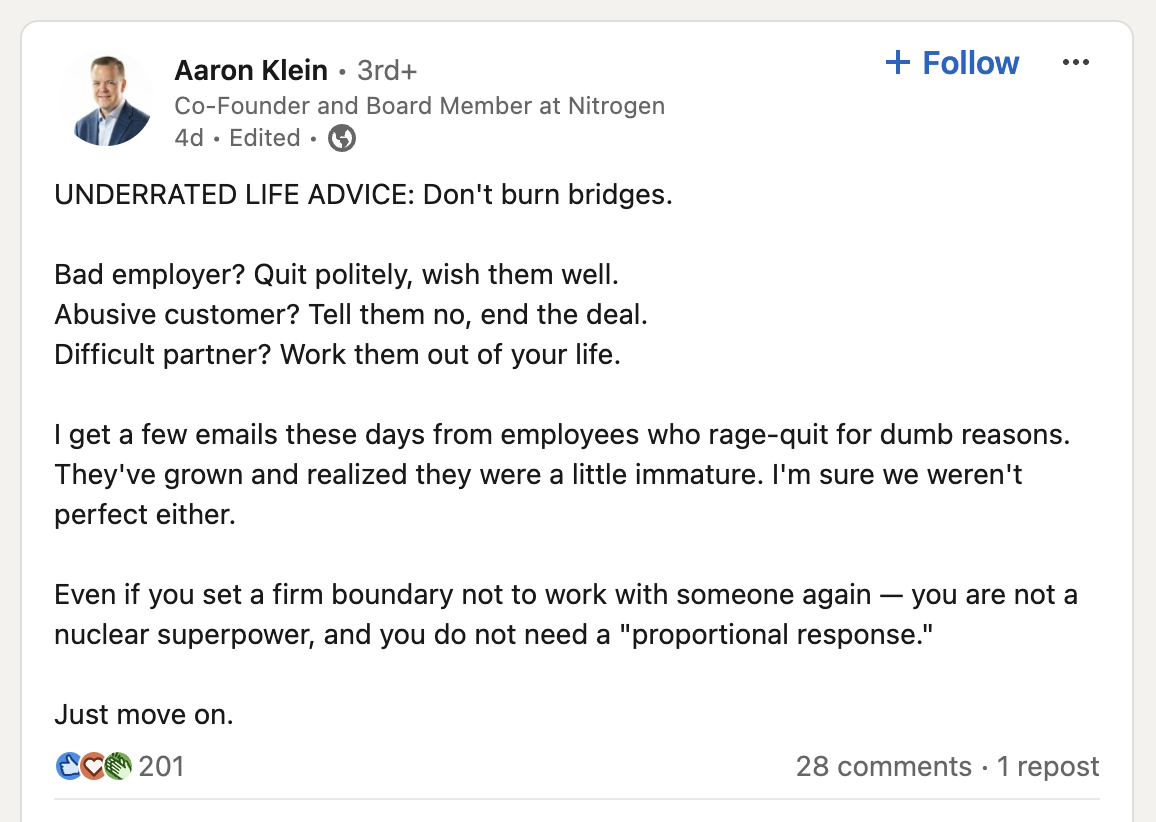 Aaron Klein • 3rd+
+ Follow
Co-Founder and Board Member at Nitrogen
4d • Edited •
UNDERRATED LIFE ADVICE: Don't burn bridges.
Bad employer? Quit politely, wish them well.
Abusive customer? Tell them no, end the deal.
Difficult partner? Work them out of your life.
I get a few emails these days from employees who rage-quit for dumb reasons.
They've grown and realized they were a little immature. I'm sure we weren't
perfect either.
Even if you set a firm boundary not to work with someone again — you are not a
nuclear superpower, and you do not need a "proportional response."
Just move on.
201
28 comments · 1 repost